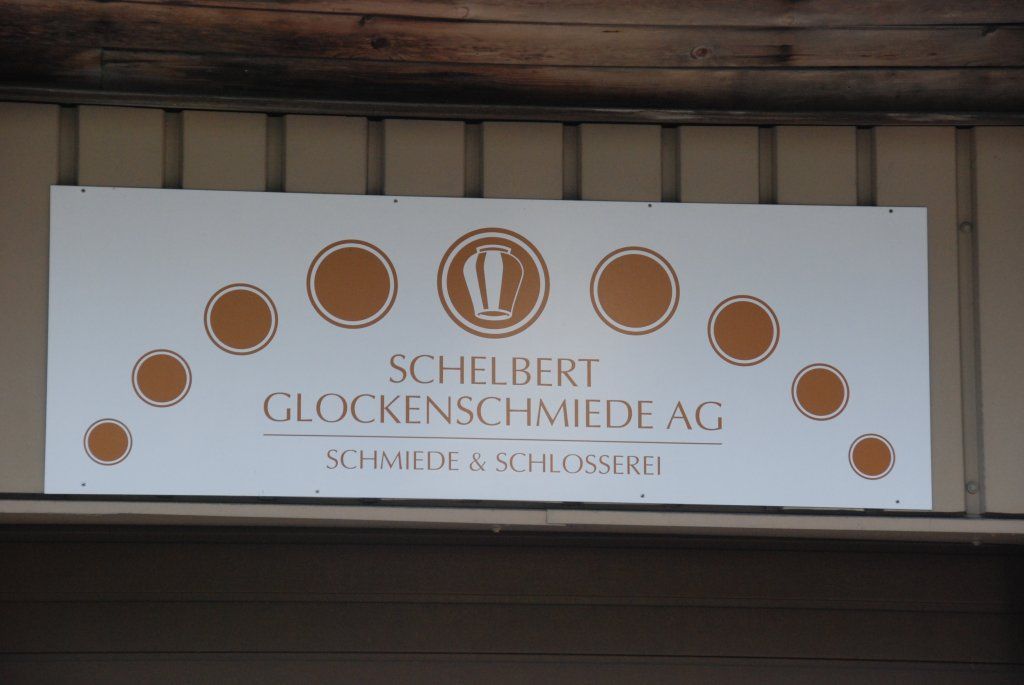 SCHELBERT
GLOCKENSCHMIEDE AG
SCHMIEDE & SCHLOSSEREI